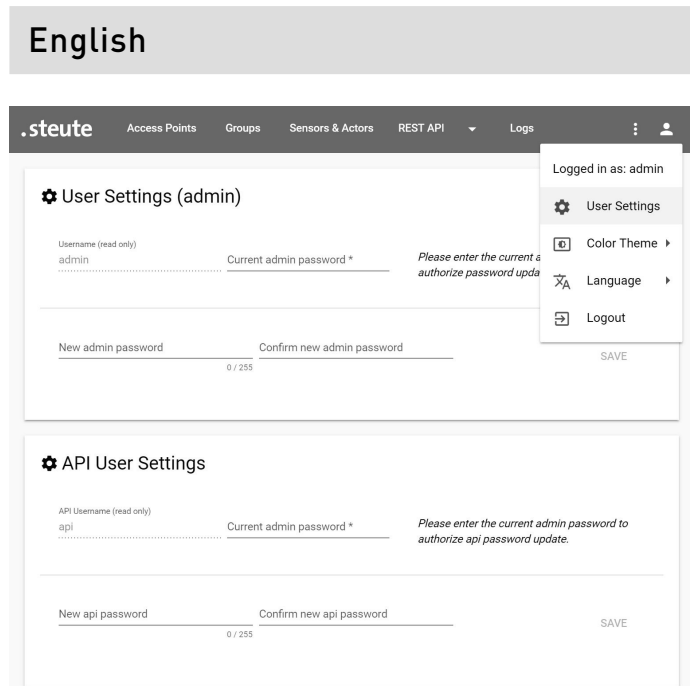 English
.steute Access Points Groups Sensors & Actors REST API Logs
Logged in as: admin
User Settings
Color Theme
Language
Logout
User Settings (admin)
Username (read only)
admin
Current admin password *
Please enter the current a
authorize password upda
New admin password
0 / 255
Confirm new admin password
SAVE
API User Settings
API Username (read only)
api
Current admin password *
Please enter the current admin password to
authorize api password update.
New api password
0 / 255
Confirm new api password
SAVE